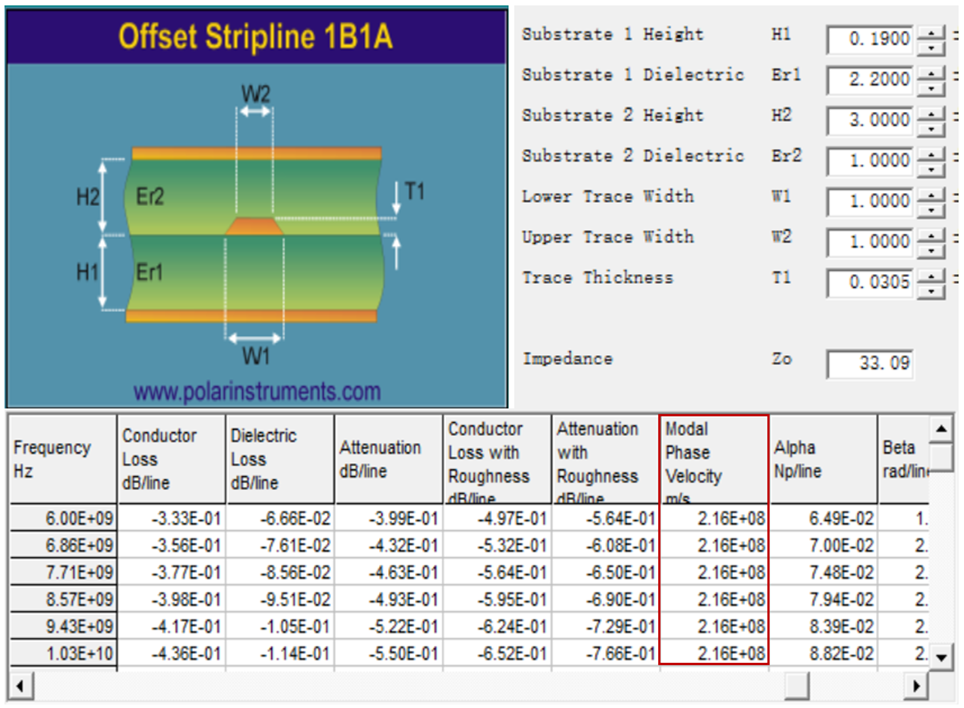 Offset Stripline 1B1A
W2
H2
Er2
T1
H1
Er1
W1
www.polarinstruments.com
Substrate 1 Height H1 0.1900
Substrate 1 Dielectric Er1 2.2000
Substrate 2 Height H2 3.0000
Substrate 2 Dielectric Er2 1.0000
Lower Trace Width W1 1.0000
Upper Trace Width W2 1.0000
Trace Thickness T1 0.0305
Impedance Zo 33.09
Frequency Hz Conductor Loss dB/line Dielectric Loss dB/line Attenuation dB/line Conductor Loss with Roughness dB/line Attenuation with Roughness dB/line Modal Phase Velocity m/s Alpha Np/line Beta rad/line
6.00E+09 -3.33E-01 -6.66E-02 -3.99E-01 -4.97E-01 -5.64E-01 2.16E+08 6.49E-02 1.
6.86E+09 -3.56E-01 -7.61E-02 -4.32E-01 -5.32E-01 -6.08E-01 2.16E+08 7.00E-02 2.
7.71E+09 -3.77E-01 -8.56E-02 -4.63E-01 -5.64E-01 -6.50E-01 2.16E+08 7.48E-02 2.
8.57E+09 -3.98E-01 -9.51E-02 -4.93E-01 -5.95E-01 -6.90E-01 2.16E+08 7.94E-02 2.
9.43E+09 -4.17E-01 -1.05E-01 -5.22E-01 -6.24E-01 -7.29E-01 2.16E+08 8.39E-02 2.
1.03E+10 -4.36E-01 -1.14E-01 -5.50E-01 -6.52E-01 -7.66E-01 2.16E+08 8.82E-02 2.